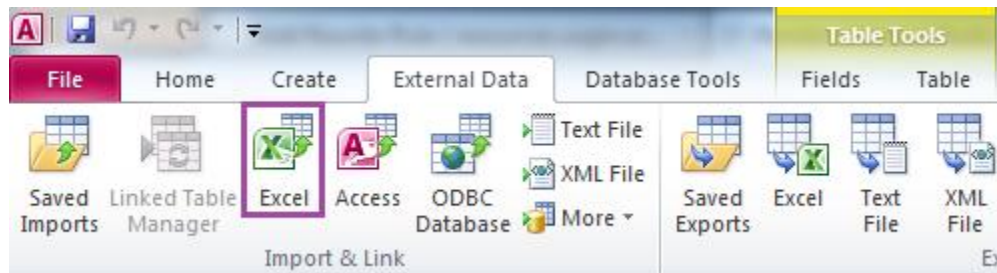 Table Tools
File Home Create External Data Database Tools Fields Table
Text File
XML File
Saved Imports Linked Table Manager Excel Access ODBC Database More Saved Exports Excel Text File XML File
Import & Link